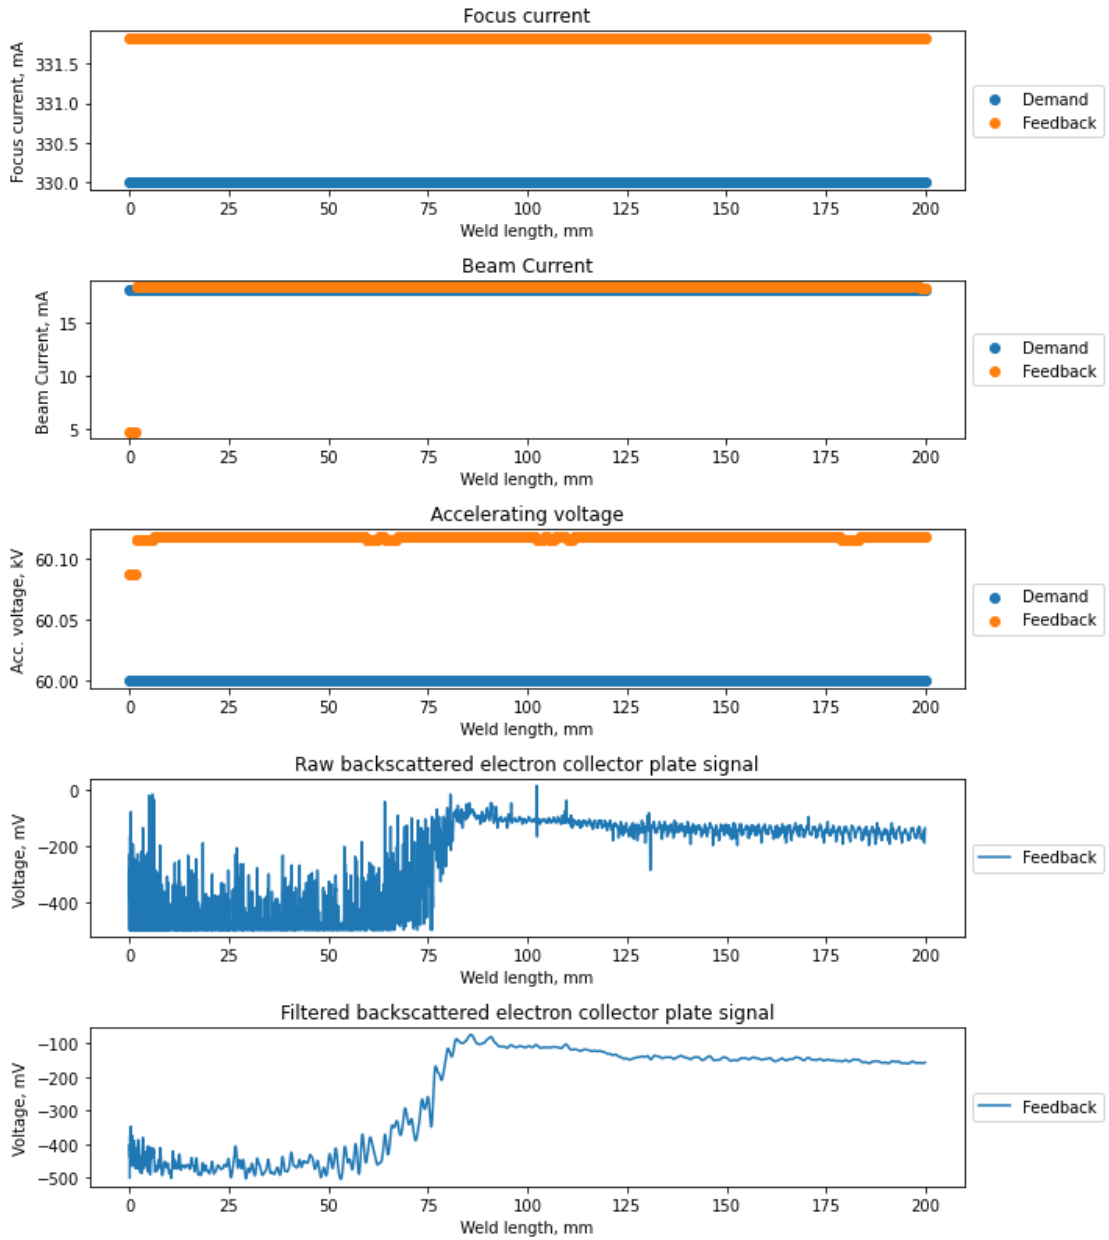 Focus current
Focus current, mA
331.5
331.0
330.5
330.0
0 25 50 75 100 125 150 175 200
Weld length, mm
Demand
Feedback
Beam Current
Beam Current, mA
15
10
5
0 25 50 75 100 125 150 175 200
Weld length, mm
Demand
Feedback
Accelerating voltage
Acc. voltage, kV
60.10
60.05
60.00
0 25 50 75 100 125 150 175 200
Weld length, mm
Demand
Feedback
Raw backscattered electron collector plate signal
Voltage, mV
0
−200
−400
0 25 50 75 100 125 150 175 200
Weld length, mm
Feedback
Filtered backscattered electron collector plate signal
Voltage, mV
−100
−200
−300
−400
−500
0 25 50 75 100 125 150 175 200
Weld length, mm
Feedback